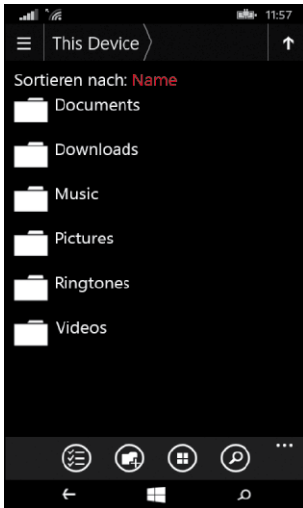 11:57
This Device
Sortieren nach: Name
Documents
Downloads
Music
Pictures
Ringtones
Videos